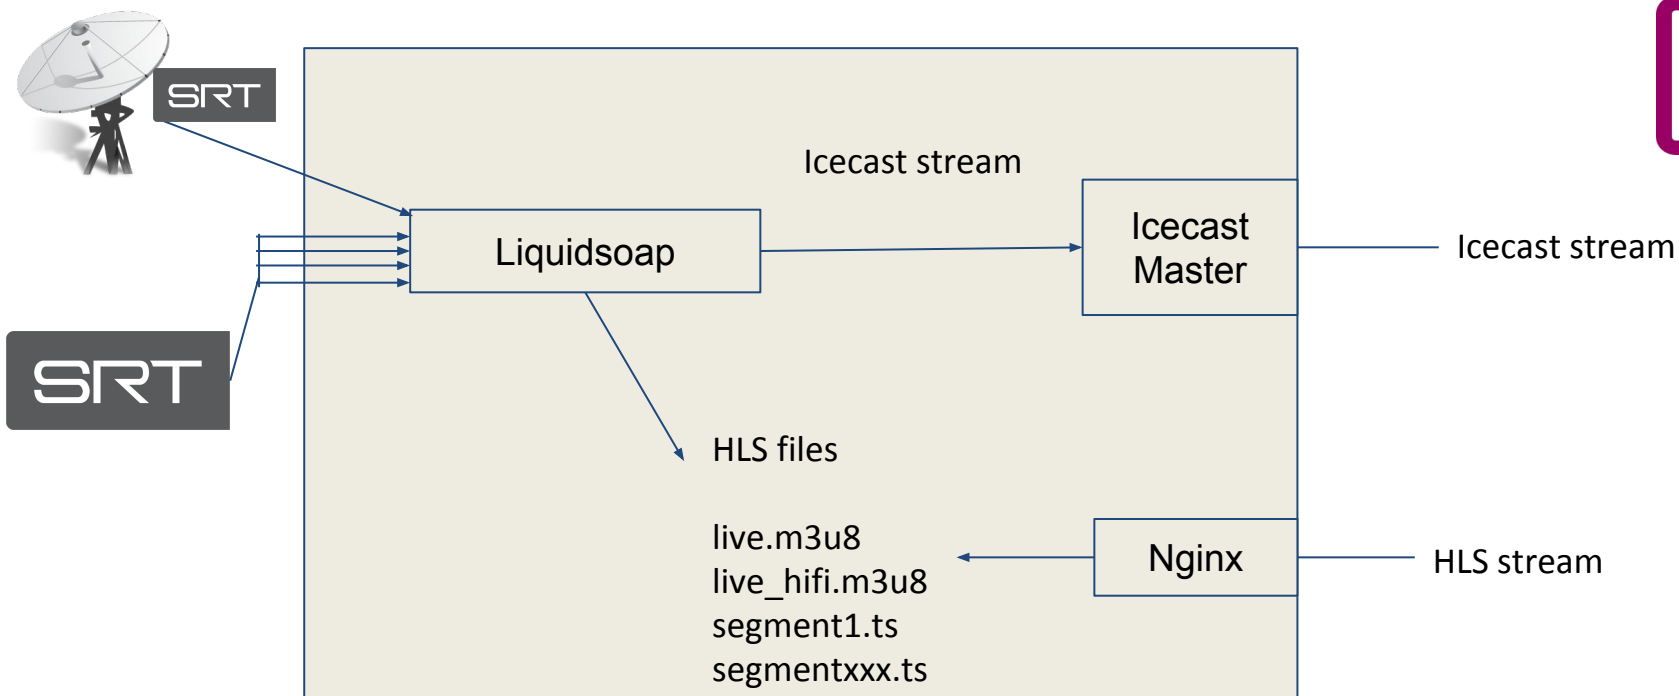 SRT
Icecast stream
Icecast
Master
Icecast stream
Liquidsoap
SRT
HLS files
live.m3u8
live_hifi.m3u8
segment1.ts
segmentxxx.ts
Nginx
HLS stream